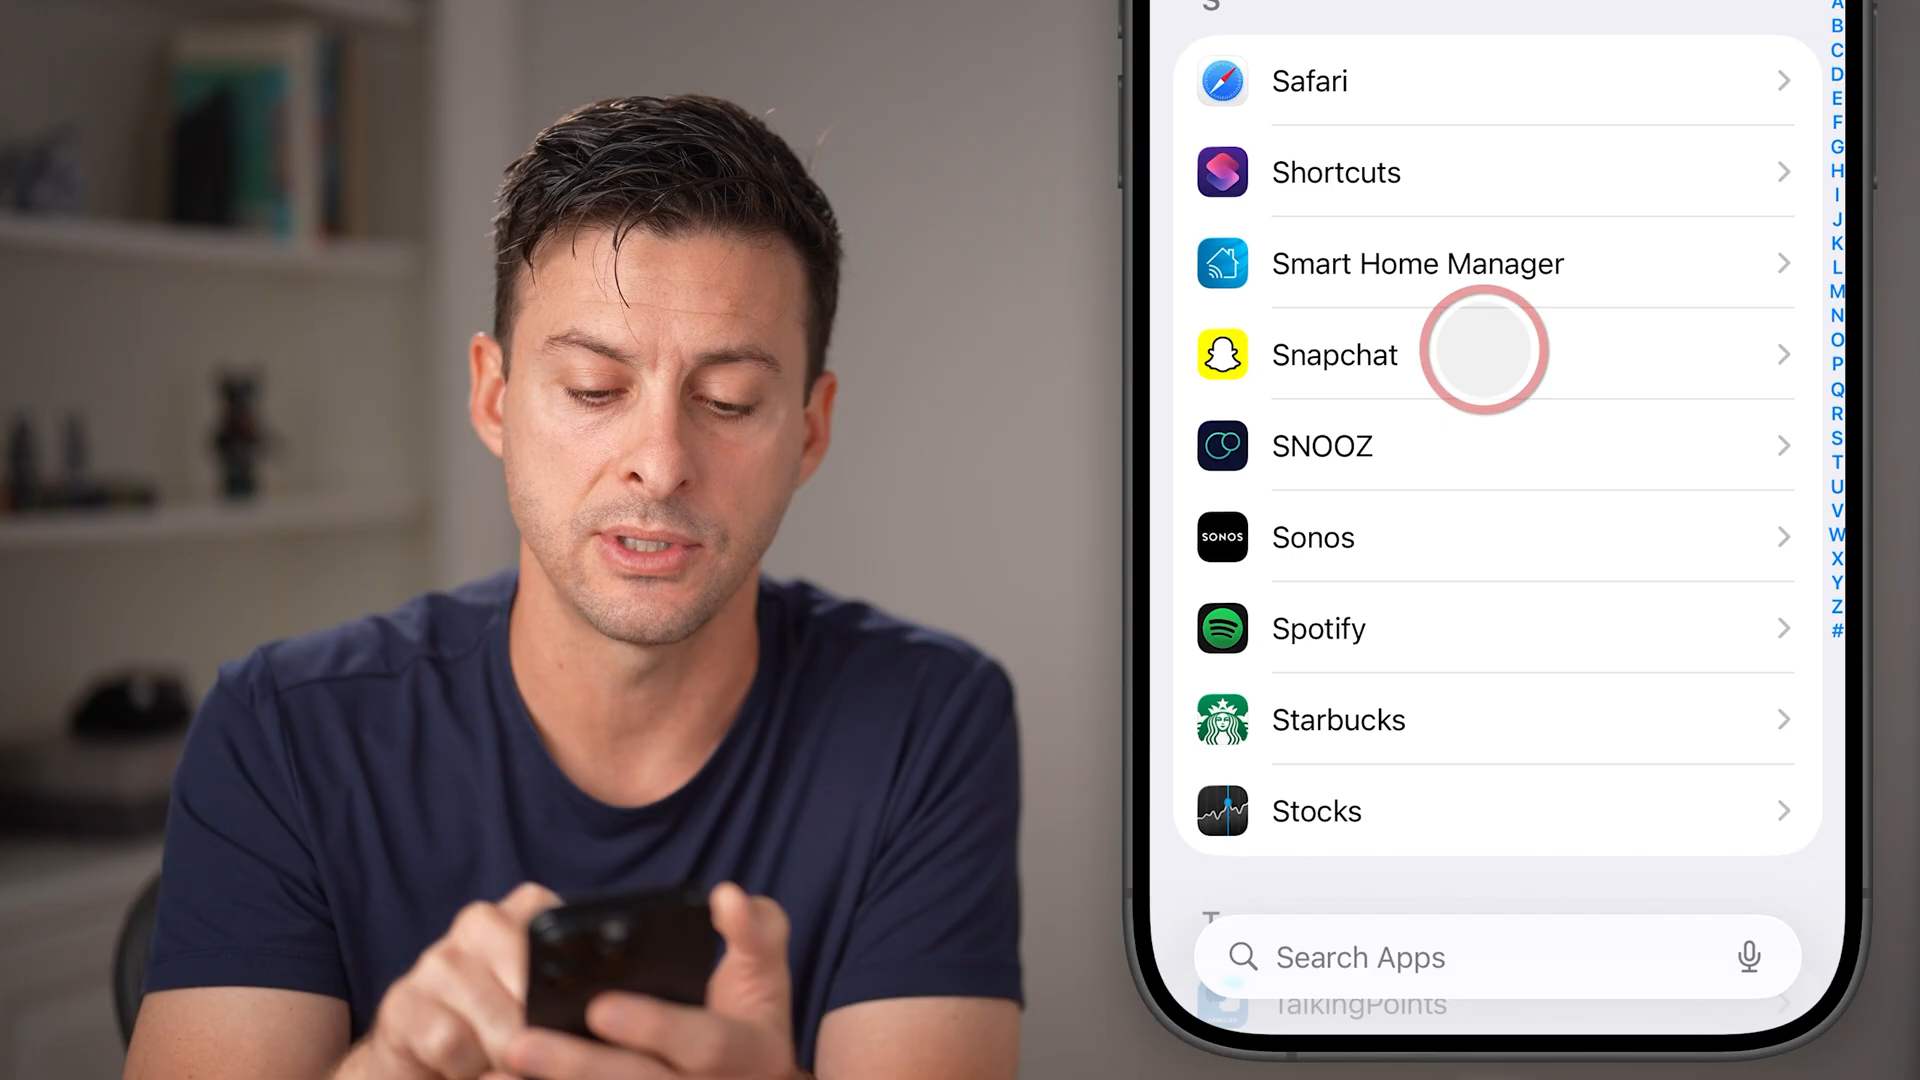 S
Safari
Shortcuts
Smart Home Manager
Snapchat
SNOOZ
SONOS
Sonos
Spotify
Starbucks
Stocks
T
Search Apps
TalkingPoints
A
B
C
D
E
F
G
H
I
J
K
L
M
N
O
P
Q
R
S
T
U
V
W
X
Y
Z
#